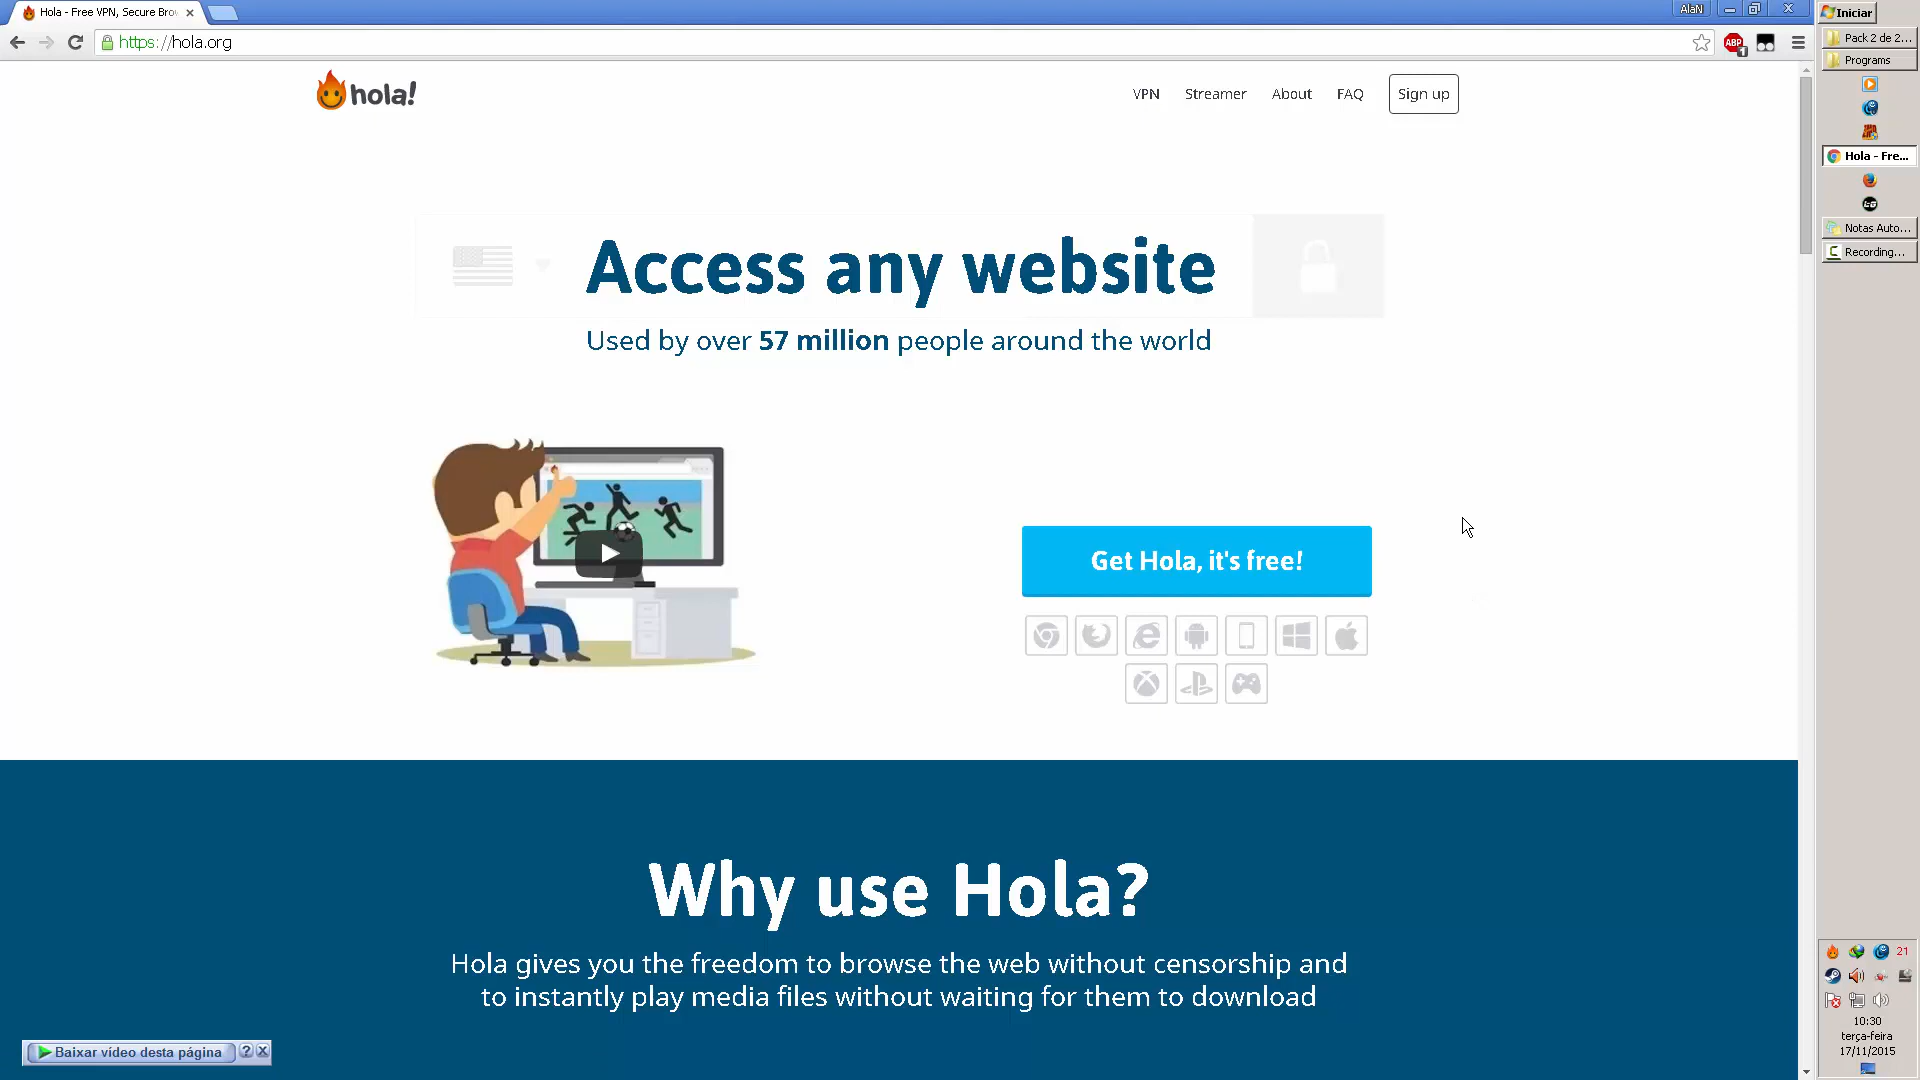 Hola - Free VPN, Secure Brow
AlaN
Iniciar
https://hola.org
ABP
1
Pack 2 de 2...
Programs
hola!
VPN
Streamer
About
FAQ
Sign up
Hola - Fre...
Notas Auto...
Recording...
Access any website
Used by over 57 million people around the world
Get Hola, it's free!
Why use Hola?
Hola gives you the freedom to browse the web without censorship and
to instantly play media files without waiting for them to download
21
10:30
terça-feira
17/11/2015
Baixar vídeo desta página
?